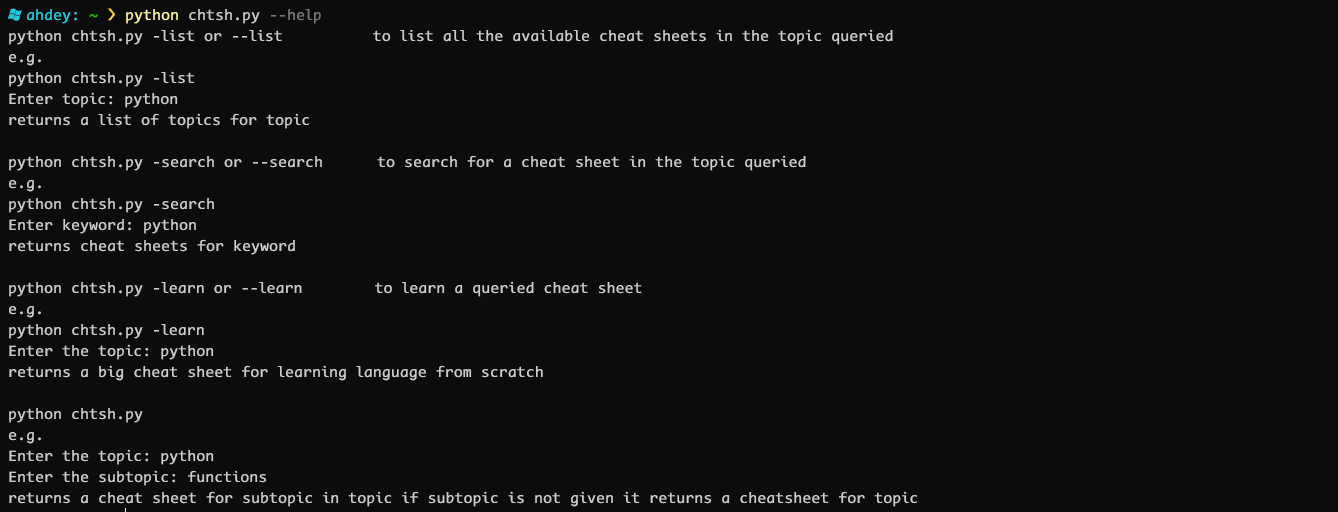 ahdey: ~ ❯ python chtsh.py --help
python chtsh.py -list or --list          to list all the available cheat sheets in the topic queried
e.g.
python chtsh.py -list
Enter topic: python
returns a list of topics for topic

python chtsh.py -search or --search      to search for a cheat sheet in the topic queried
e.g.
python chtsh.py -search
Enter keyword: python
returns cheat sheets for keyword

python chtsh.py -learn or --learn        to learn a queried cheat sheet
e.g.
python chtsh.py -learn
Enter the topic: python
returns a big cheat sheet for learning language from scratch

python chtsh.py
e.g.
Enter the topic: python
Enter the subtopic: functions
returns a cheat sheet for subtopic in topic if subtopic is not given it returns a cheatsheet for topic